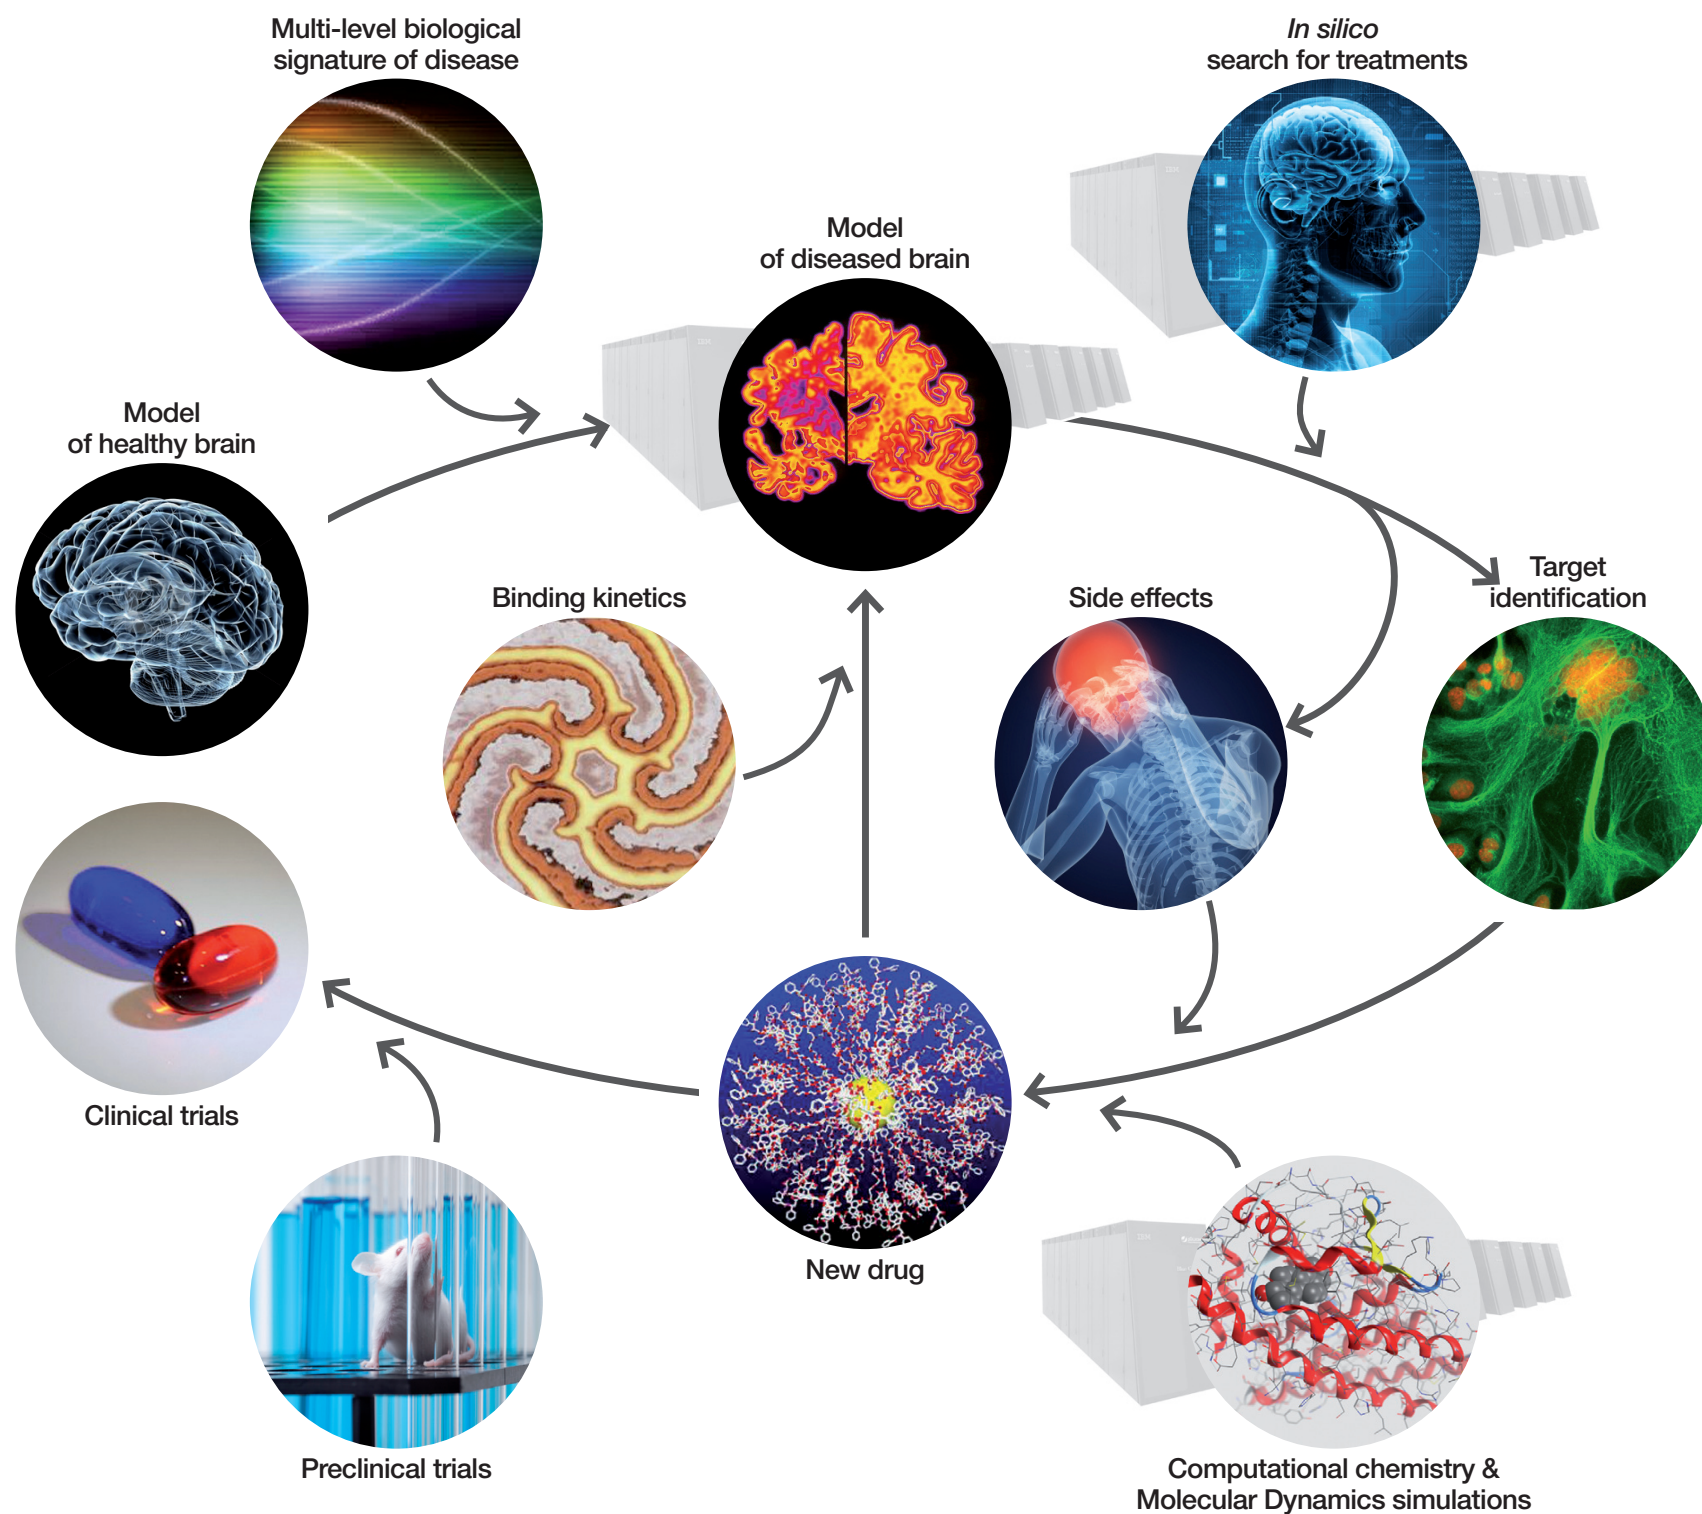 Multi-level biological
signature of disease
In silico
search for treatments
Model
of diseased brain
Model
of healthy brain
Binding kinetics
Side effects
Target
identification
Clinical trials
New drug
Preclinical trials
Computational chemistry &
Molecular Dynamics simulations